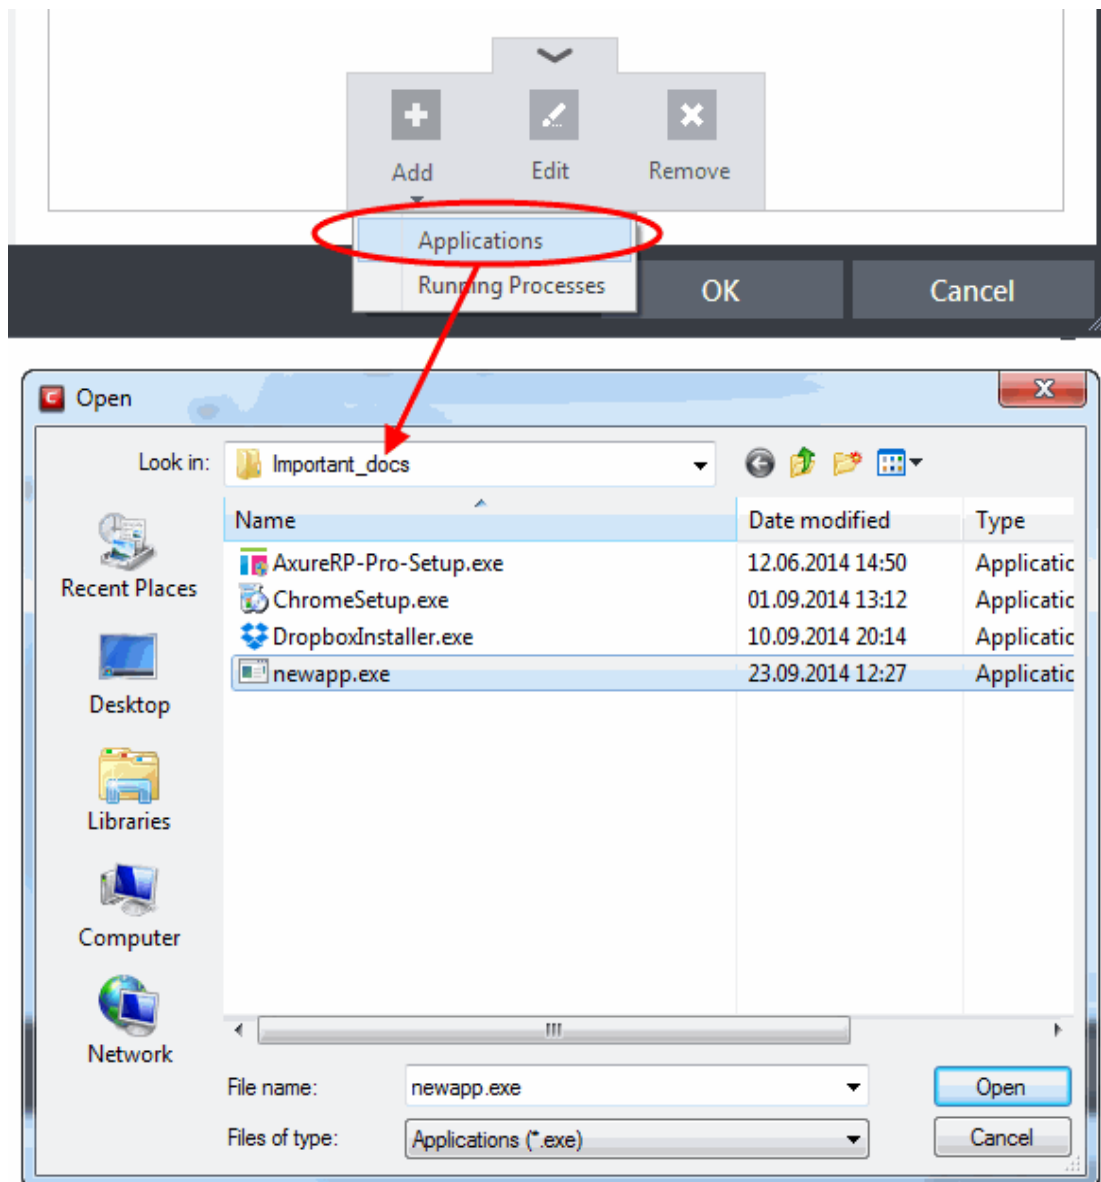 Add Edit Remove
Applications
Running Processes
OK Cancel
Open
Look in: Important_docs
Name Date modified Type
AxureRP-Pro-Setup.exe 12.06.2014 14:50 Applicatic
ChromeSetup.exe 01.09.2014 13:12 Applicatic
DropboxInstaller.exe 10.09.2014 20:14 Applicatic
newapp.exe 23.09.2014 12:27 Applicatic
Recent Places
Desktop
Libraries
Computer
Network
File name: newapp.exe Open
Files of type: Applications (*.exe) Cancel